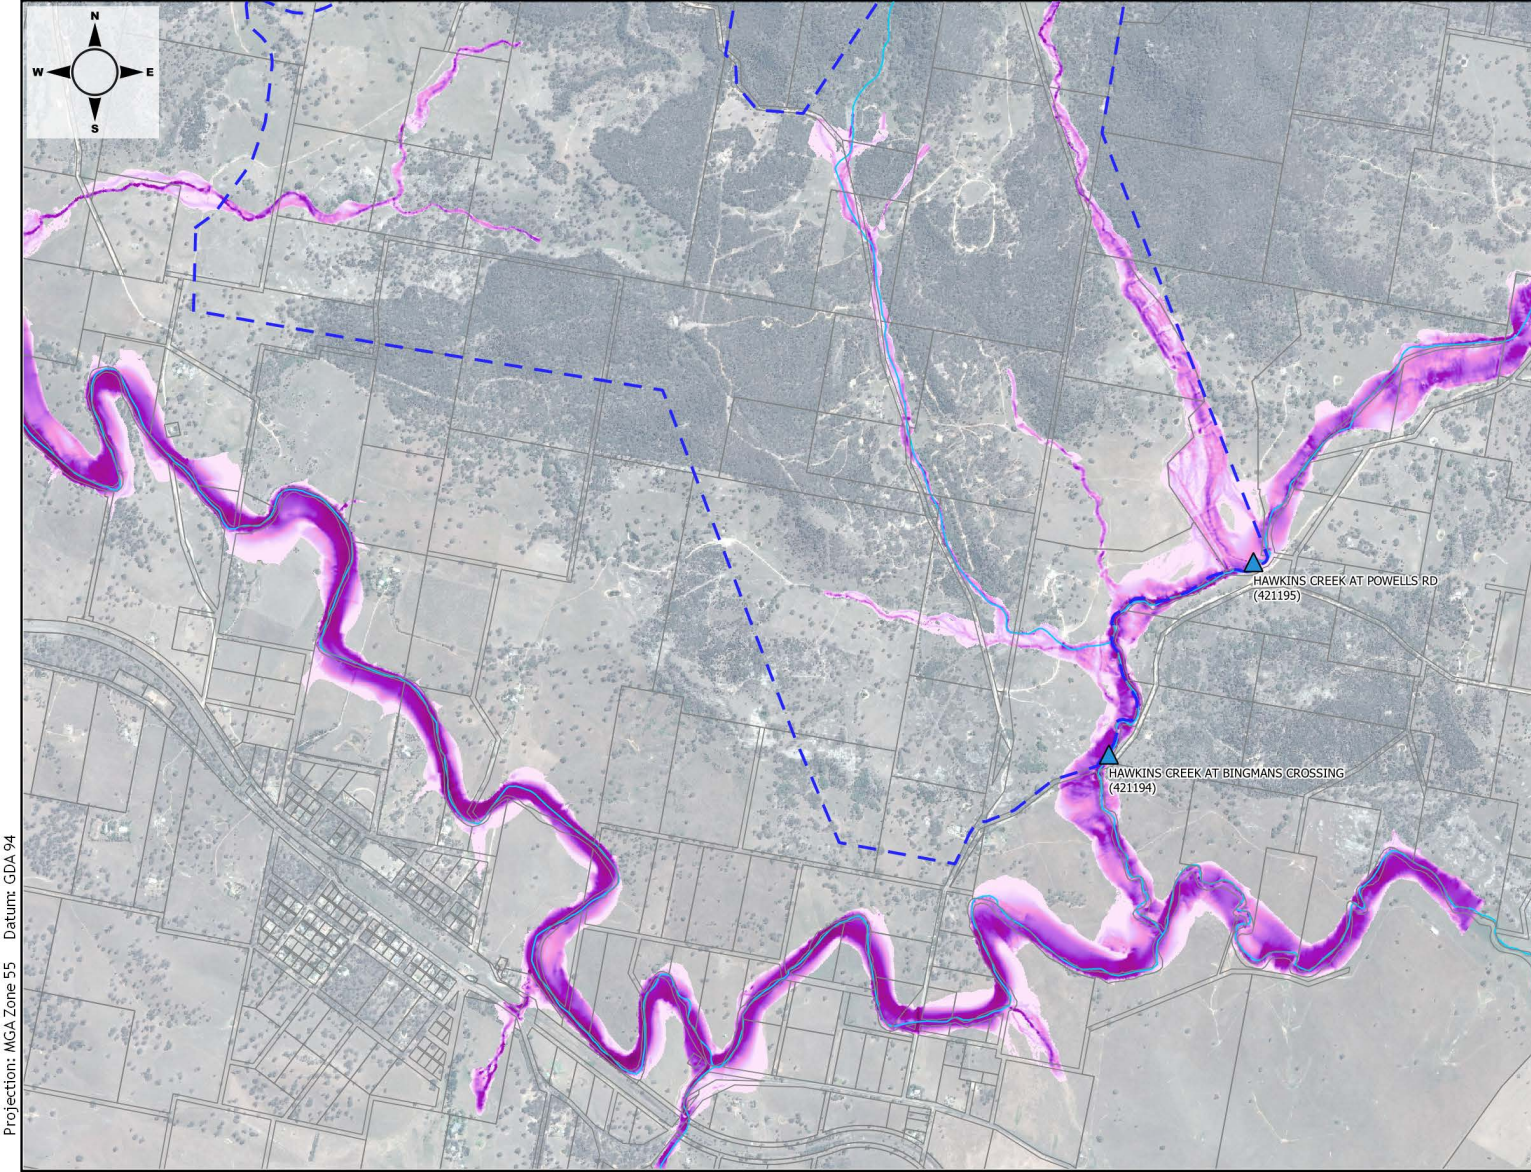 N
W E
S
HAWKINS CREEK AT POWELLS RD
(421195)
HAWKINS CREEK AT BINGMANS CROSSING
(421194)
Projection: MGA Zone 55 Datum: GDA 94